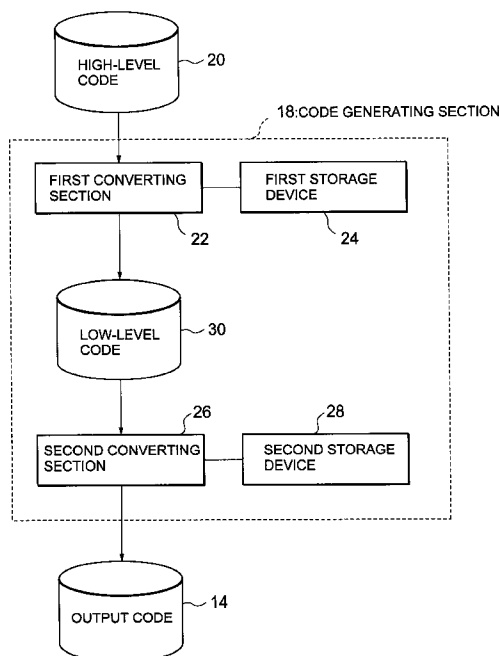 HIGH-LEVEL
CODE
20
18:CODE GENERATING SECTION
FIRST CONVERTING
SECTION
FIRST STORAGE
DEVICE
22
24
LOW-LEVEL
CODE
30
26
28
SECOND CONVERTING
SECTION
SECOND STORAGE
DEVICE
OUTPUT CODE
14